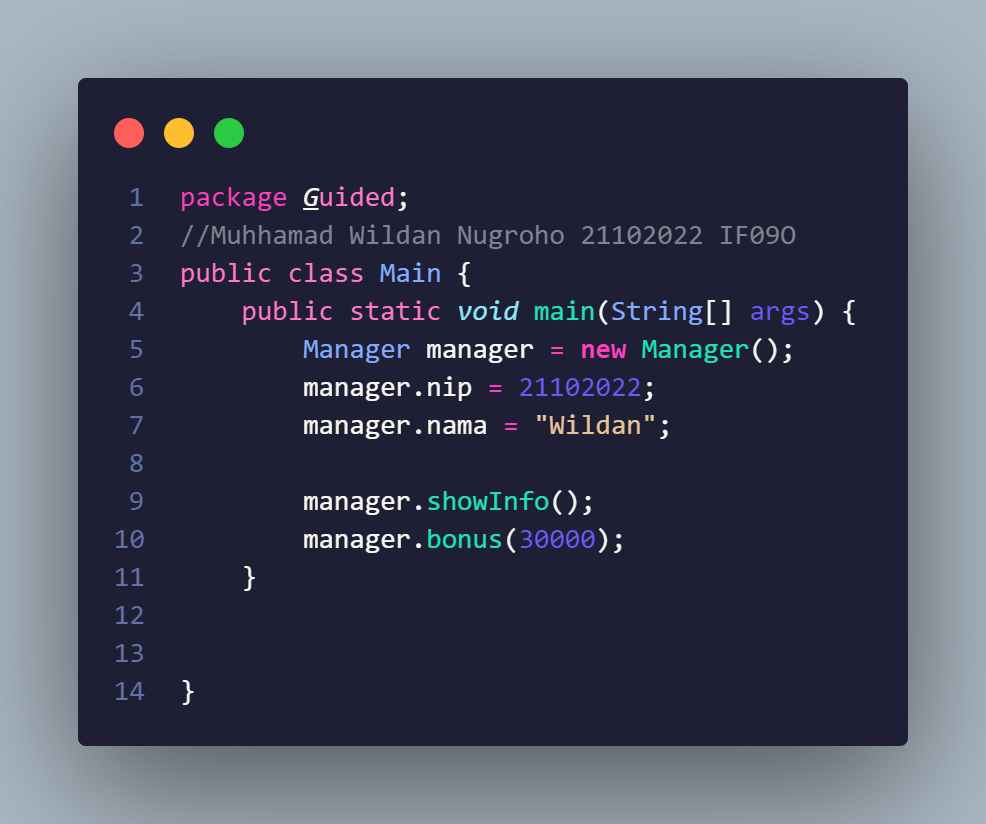 1 package Guided;
2 //Muhhamad Wildan Nugroho 21102022 IF09O
3 public class Main {
4     public static void main(String[] args) {
5         Manager manager = new Manager();
6         manager.nip = 21102022;
7         manager.nama = "Wildan";
8
9         manager.showInfo();
10         manager.bonus(30000);
11     }
12
13
14 }